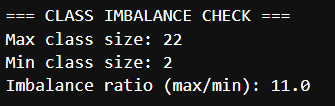 === CLASS IMBALANCE CHECK ===
Max class size: 22
Min class size: 2
Imbalance ratio (max/min): 11.0